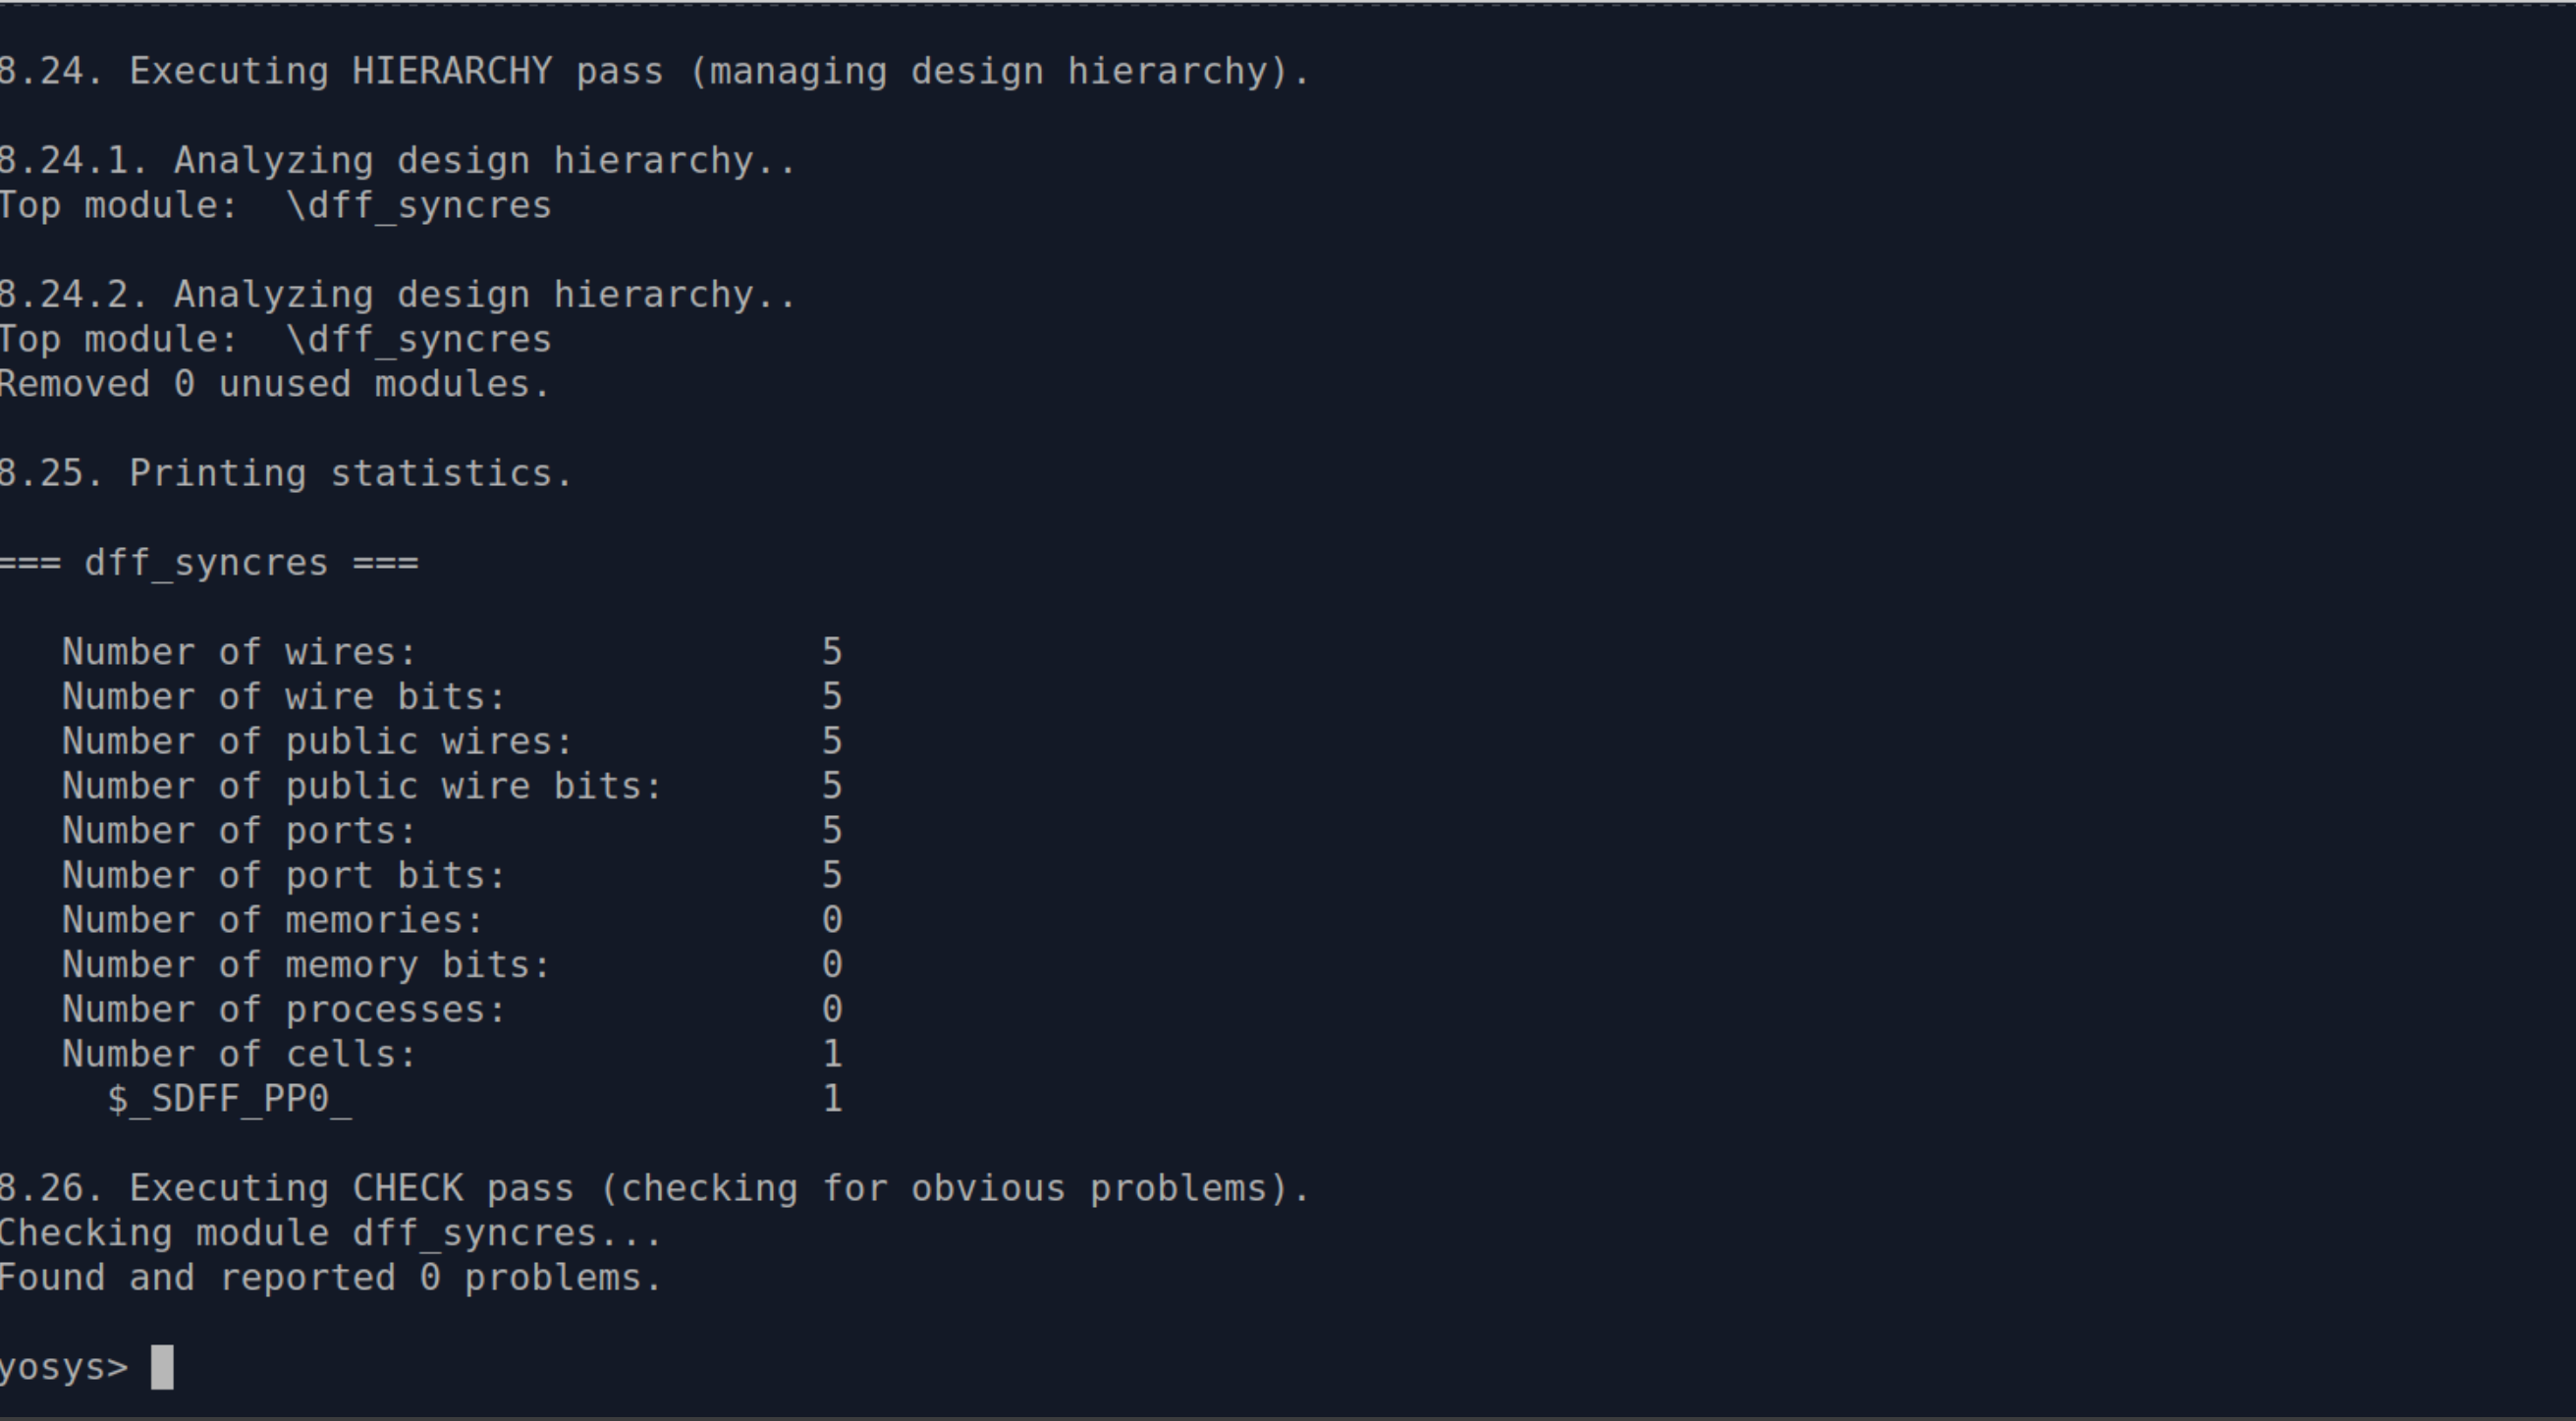 8.24. Executing HIERARCHY pass (managing design hierarchy).
8.24.1. Analyzing design hierarchy..
Top module:  \dff_syncres
8.24.2. Analyzing design hierarchy..
Top module:  \dff_syncres
Removed 0 unused modules.
8.25. Printing statistics.
=== dff_syncres ===
Number of wires: 5
Number of wire bits: 5
Number of public wires: 5
Number of public wire bits: 5
Number of ports: 5
Number of port bits: 5
Number of memories: 0
Number of memory bits: 0
Number of processes: 0
Number of cells: 1
$_SDFF_PP0_ 1
8.26. Executing CHECK pass (checking for obvious problems).
Checking module dff_syncres...
Found and reported 0 problems.
yosys>